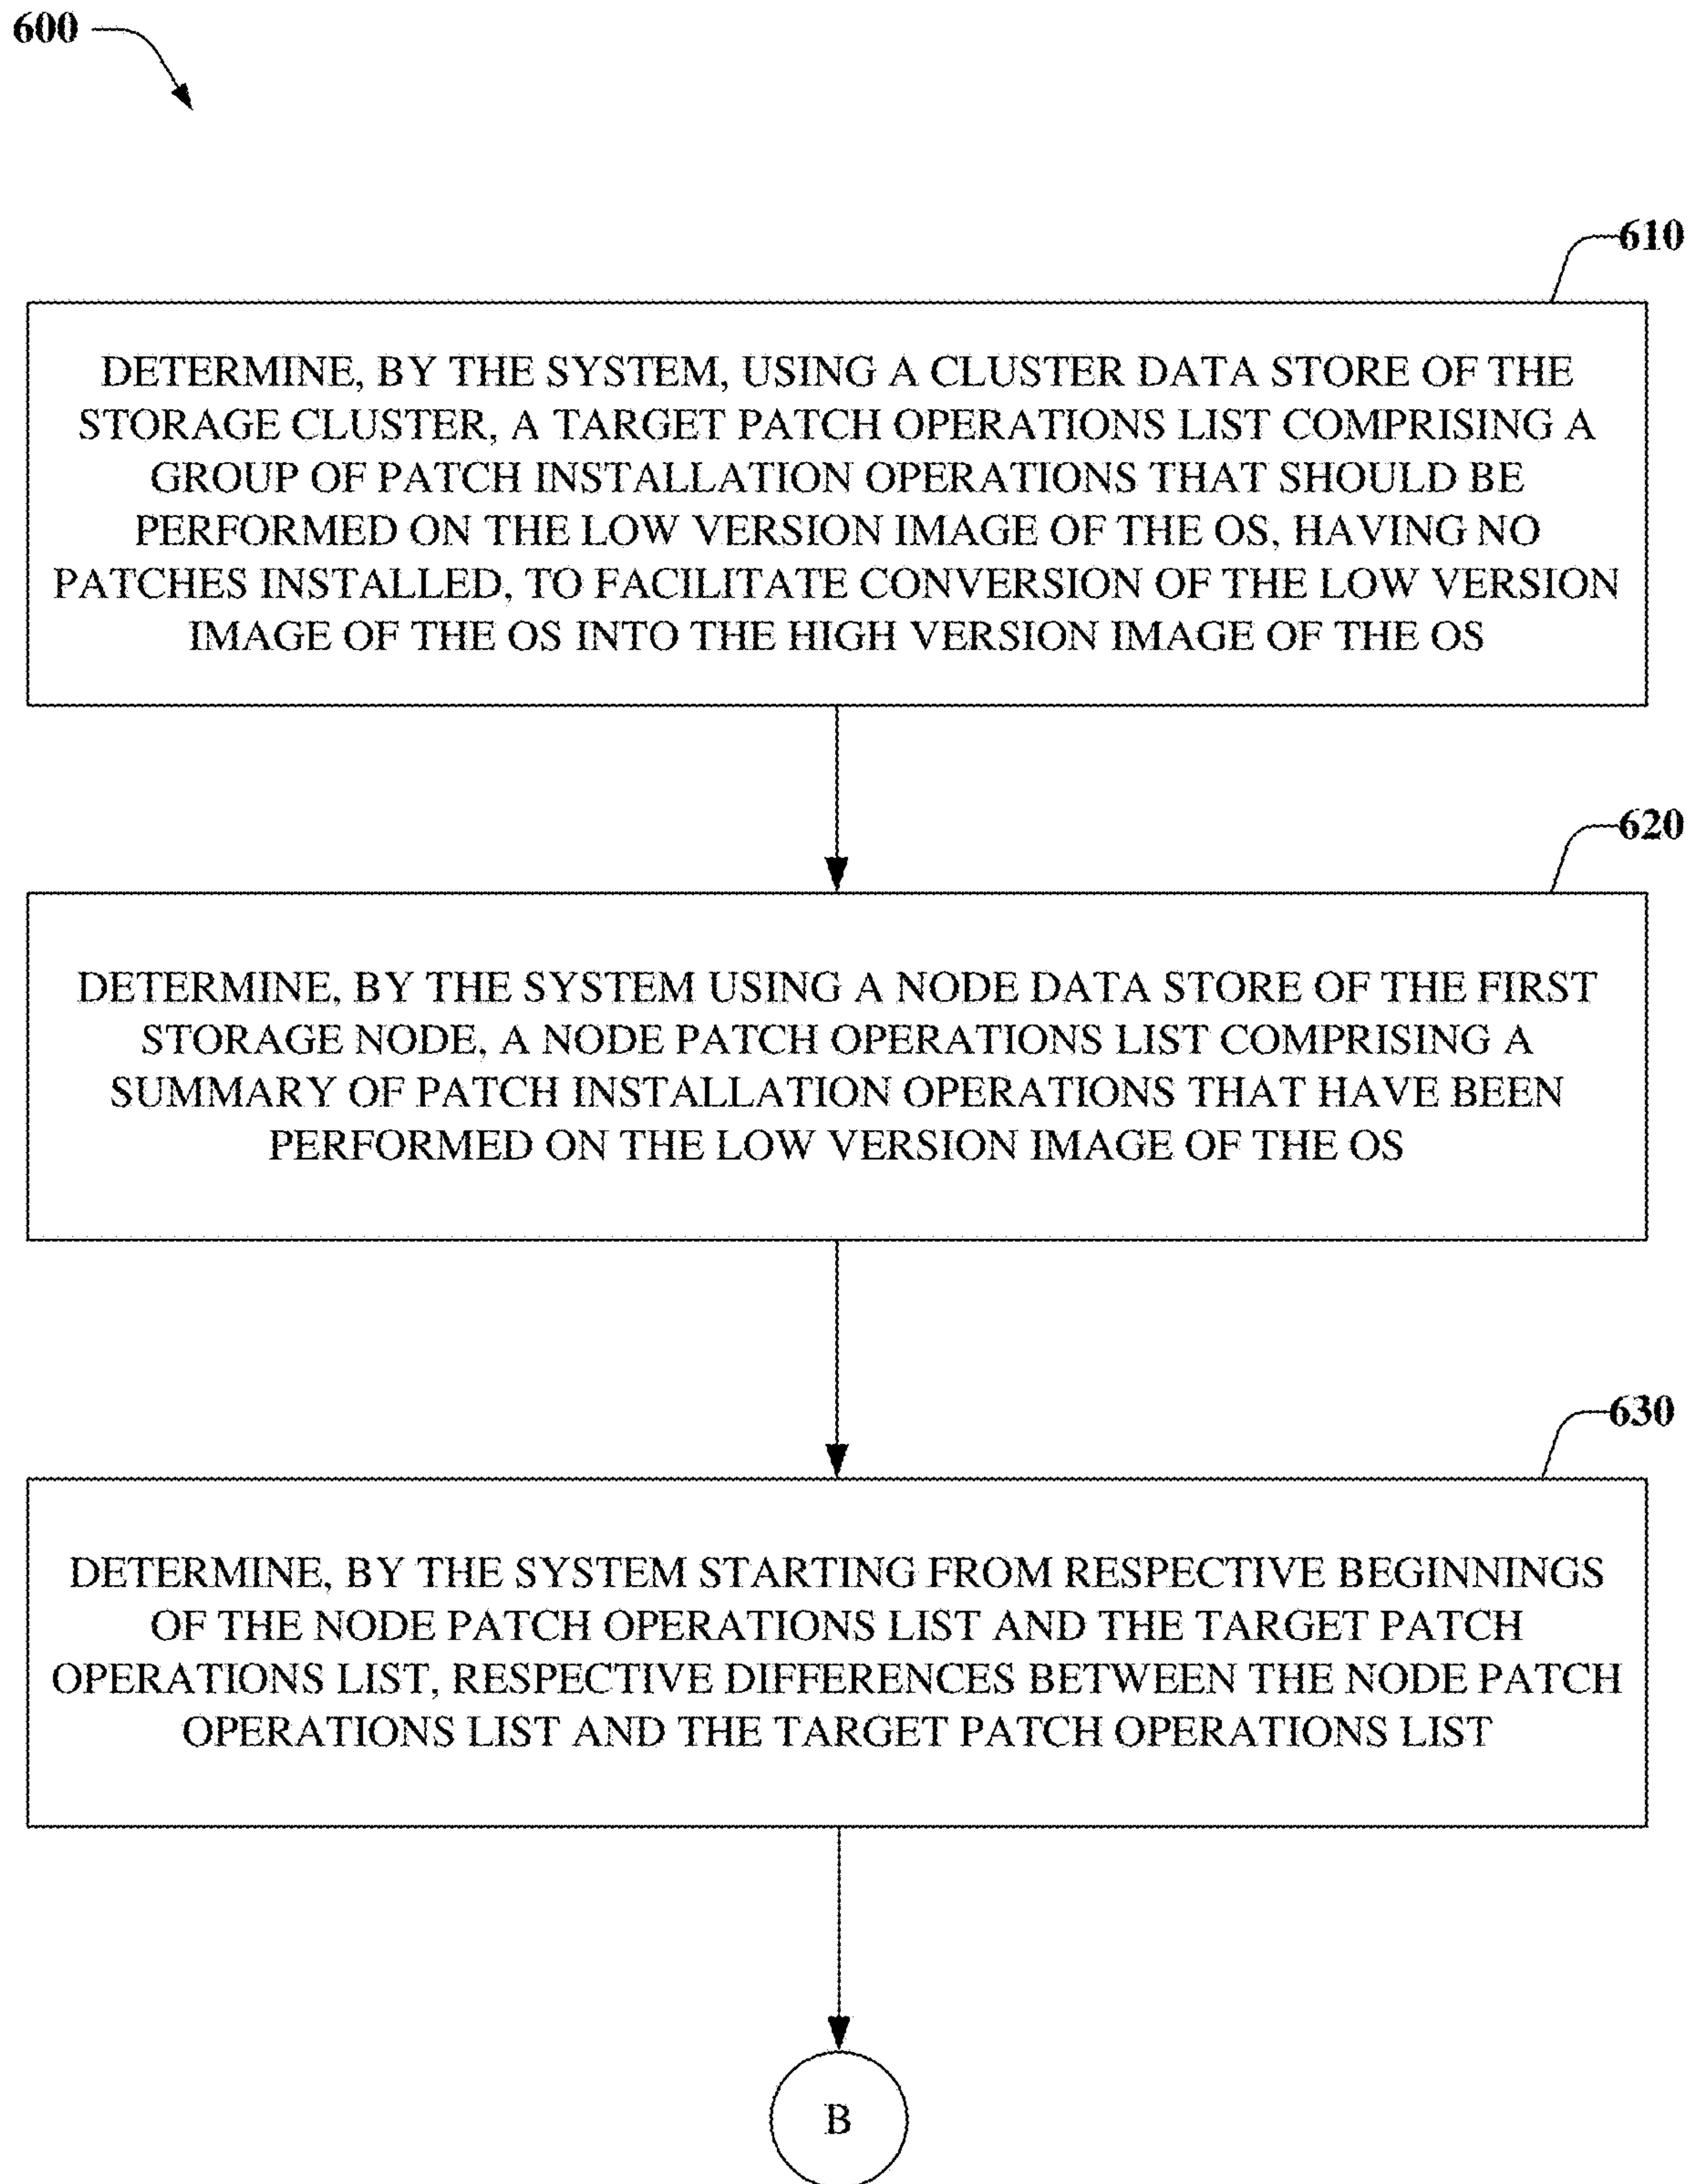 600
610
DETERMINE, BY THE SYSTEM, USING A CLUSTER DATA STORE OF THE
STORAGE CLUSTER, A TARGET PATCH OPERATIONS LIST COMPRISING A
GROUP OF PATCH INSTALLATION OPERATIONS THAT SHOULD BE
PERFORMED ON THE LOW VERSION IMAGE OF THE OS, HAVING NO
PATCHES INSTALLED, TO FACILITATE CONVERSION OF THE LOW VERSION
IMAGE OF THE OS INTO THE HIGH VERSION IMAGE OF THE OS
620
DETERMINE, BY THE SYSTEM USING A NODE DATA STORE OF THE FIRST
STORAGE NODE, A NODE PATCH OPERATIONS LIST COMPRISING A
SUMMARY OF PATCH INSTALLATION OPERATIONS THAT HAVE BEEN
PERFORMED ON THE LOW VERSION IMAGE OF THE OS
630
DETERMINE, BY THE SYSTEM STARTING FROM RESPECTIVE BEGINNINGS
OF THE NODE PATCH OPERATIONS LIST AND THE TARGET PATCH
OPERATIONS LIST, RESPECTIVE DIFFERENCES BETWEEN THE NODE PATCH
OPERATIONS LIST AND THE TARGET PATCH OPERATIONS LIST
B